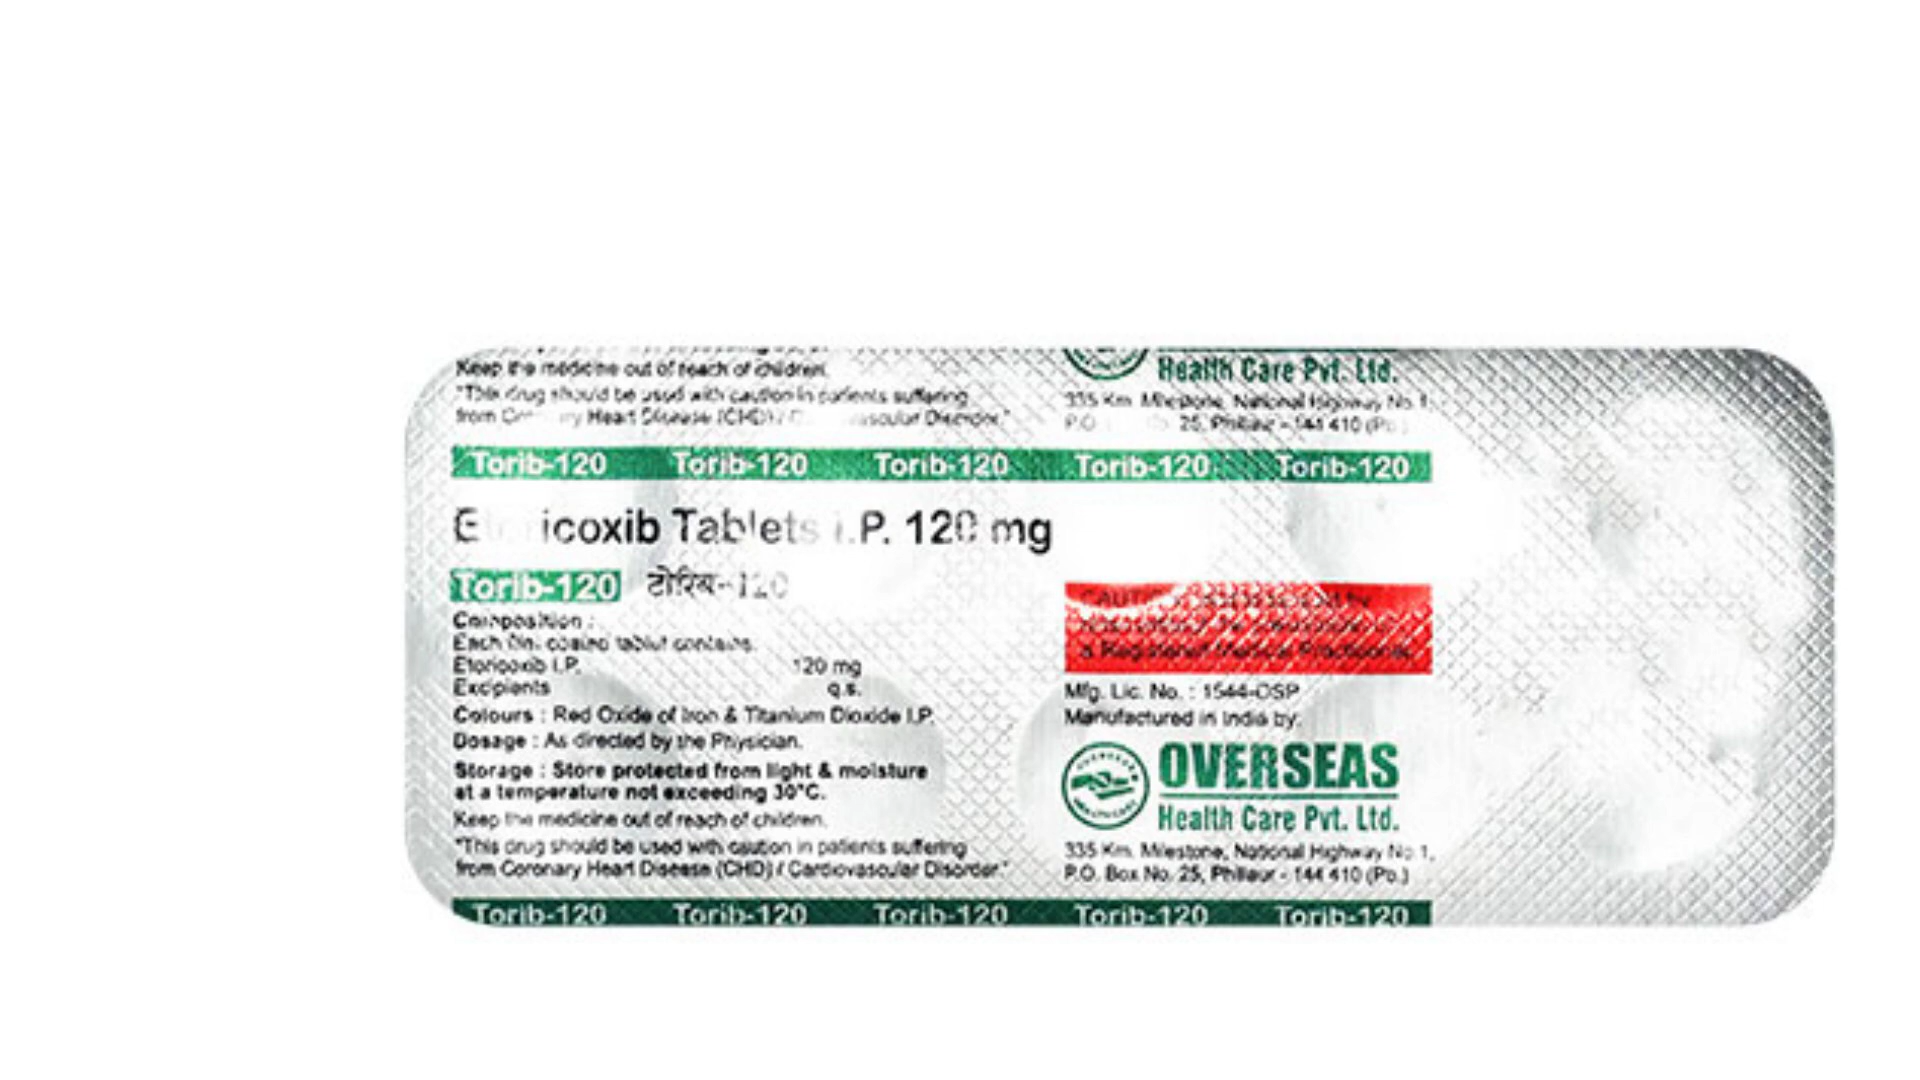 Keep the medicine out of reach of children.
"This drug should be used with caution in patients suffering
from Heart Disease (CHD) / Disorder."
Health Care Pvt. Ltd.
335 Km. Milestone, National Highway No.1,
P.O. 25, Phillaur - 144 410 (Pb.)
Torib-120 Torib-120 Torib-120 Torib-120 Torib-120
Etoricoxib Tablets I.P. 120 mg
Torib-120 टोरिब-120
Composition :
Each film coated tablet contains:
Etoricoxib I.P. 120 mg
Excipients q.s.
Colours : Red Oxide of Iron & Titanium Dioxide I.P.
Dosage : As directed by the Physician.
Storage : Store protected from light & moisture
at a temperature not exceeding 30°C.
Keep the medicine out of reach of children.
"This drug should be used with caution in patients suffering
from Coronary Heart Disease (CHD) / Cardiovascular Disorder."
a Registered Medical Practitioner.
Mfg. Lic. No. : 1544-OSP
Manufactured in India by:
OVERSEAS
Health Care Pvt. Ltd.
335 Km. Milestone, National Highway No.1,
P.O. Box No. 25, Phillaur - 144 410 (Pb.)
Torib-120 Torib-120 Torib-120 Torib-120 Torib-120